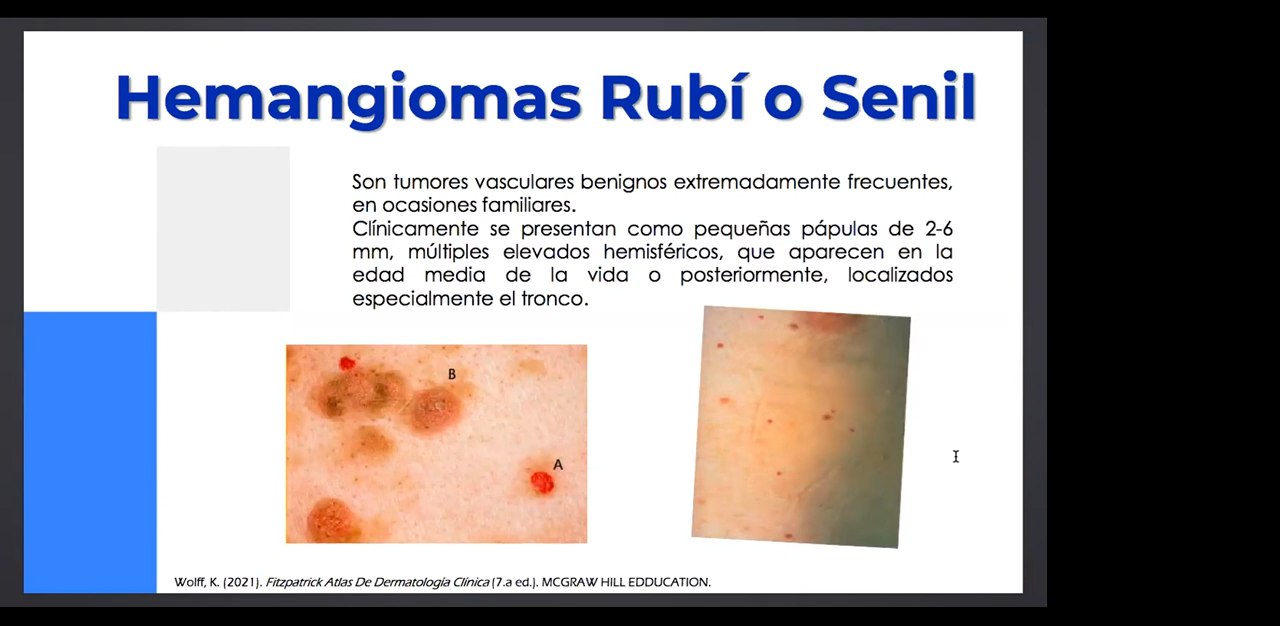 Hemangiomas Rubí o Senil
Son tumores vasculares benignos extremadamente frecuentes,
en ocasiones familiares.
Clínicamente se presentan como pequeñas pápulas de 2-6
mm, múltiples elevados hemisféricos, que aparecen en la
edad media de la vida o posteriormente, localizados
especialmente el tronco.
B
A
Wolff, K. (2021). Fitzpatrick Atlas De Dermatología Clínica (7.a ed.). MCGRAW HILL EDDUCATION.